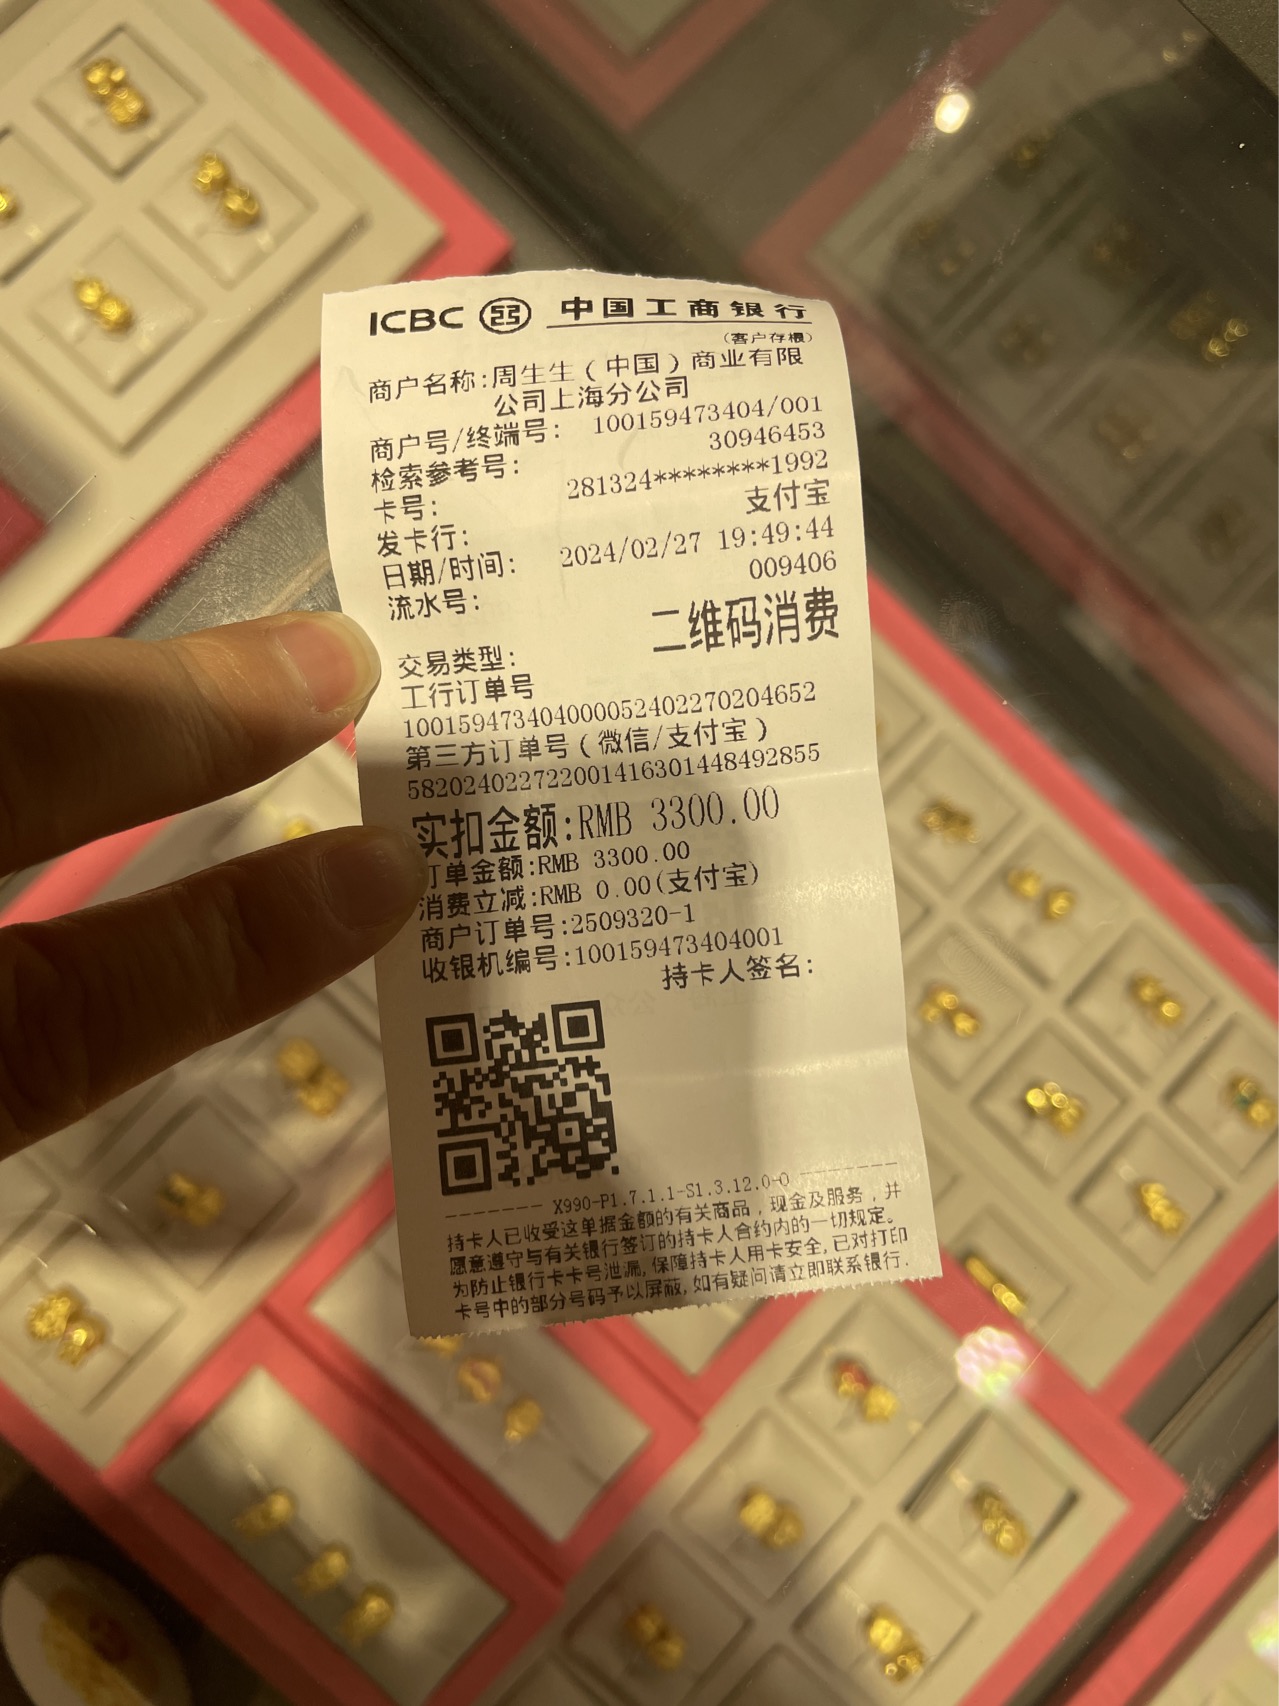 ICBC 中国工商银行
(客户存根)
商户名称:周生生(中国)商业有限
公司上海分公司
商户号/终端号: 100159473404/001
检索参考号: 30946453
卡号: 281324********1992
发卡行: 支付宝
日期/时间: 2024/02/27 19:49:44
流水号: 009406
交易类型: 二维码消费
工行订单号
100159473404000052402270204652
第三方订单号(微信/支付宝)
5820240227220014163014484928​55
实扣金额:RMB 3300.00
订单金额:RMB 3300.00
消费立减:RMB 0.00(支付宝)
商户订单号:2509320-1
收银机编号:100159473404001
持卡人签名:
-------- X990-P1.7.1.1-S1.3.12.0-0 --------
持卡人已收受这单据金额的有关商品,现金及服务,并
愿意遵守与有关银行签订的持卡人合约内的一切规定。
为防止银行卡卡号泄漏,保障持卡人用卡安全,已对打印
卡号中的部分号码予以屏蔽,如有疑问请立即联系银行.